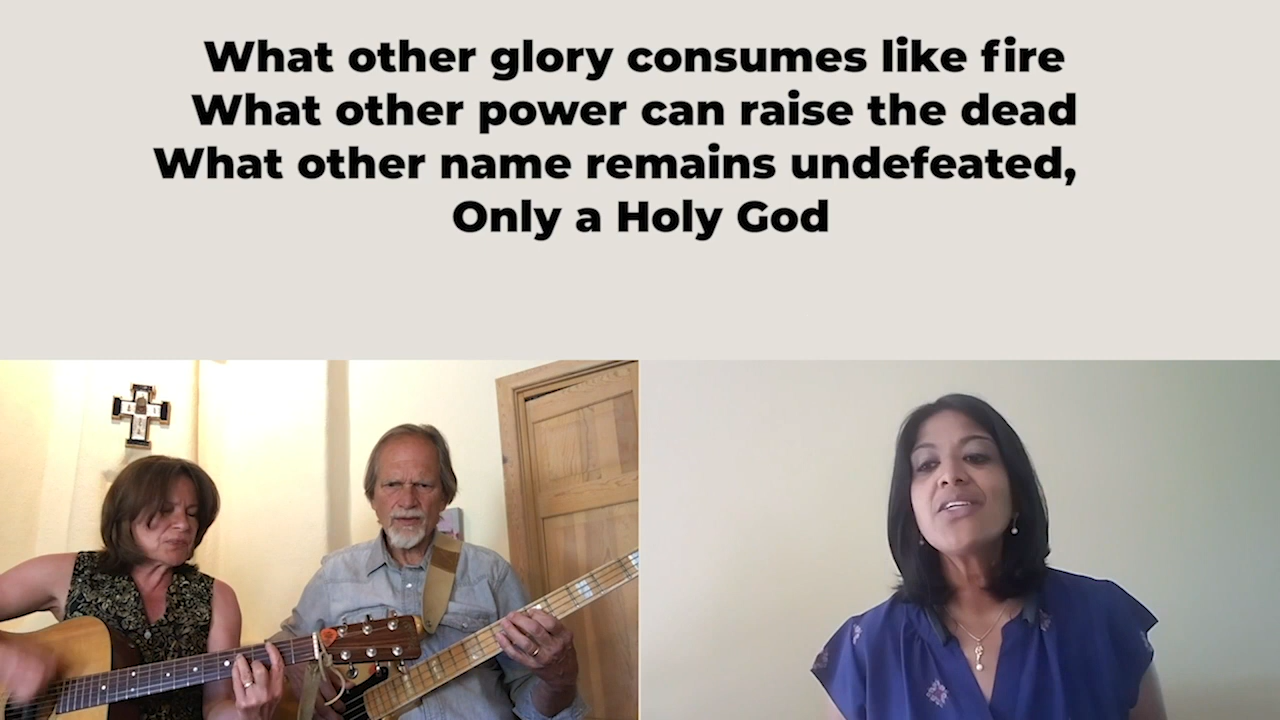 What other glory consumes like fire
What other power can raise the dead
What other name remains undefeated,
Only a Holy God